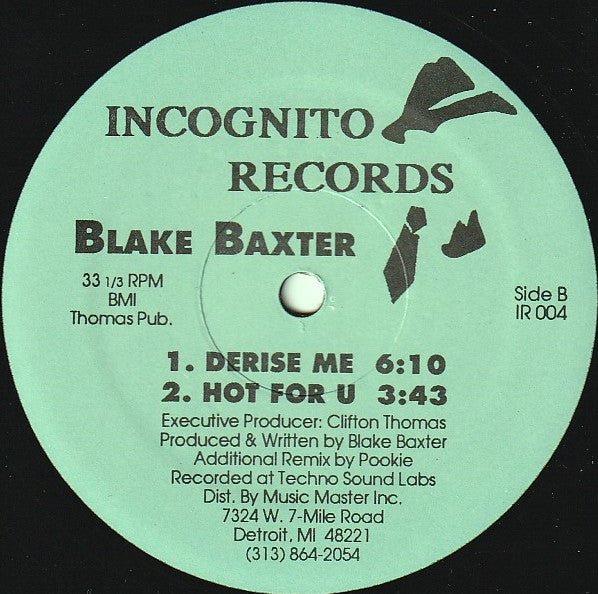 INCOGNITO
RECORDS
BLAKE BAXTER
33 1/3 RPM
BMI
Thomas Pub.
Side B
IR 004
1. DERISE ME 6:10
2. HOT FOR U 3:43
Executive Producer: Clifton Thomas
Produced & Written by Blake Baxter
Additional Remix by Pookie
Recorded at Techno Sound Labs
Dist. By Music Master Inc.
7324 W. 7-Mile Road
Detroit, MI 48221
(313) 864-2054